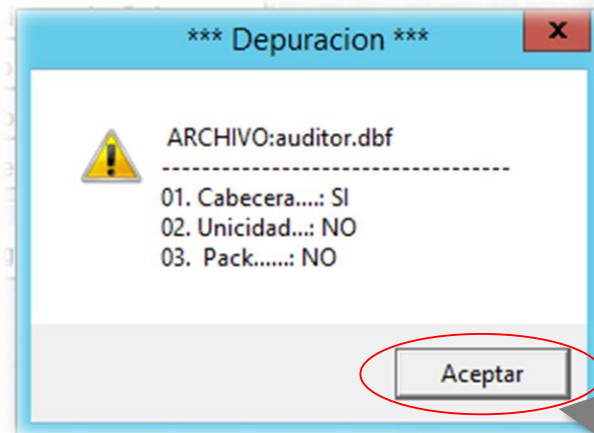 *** Depuracion ***
x
ARCHIVO:auditor.dbf
-----------------------------------
01. Cabecera....: SI
02. Unicidad...: NO
03.  Pack......: NO
Aceptar